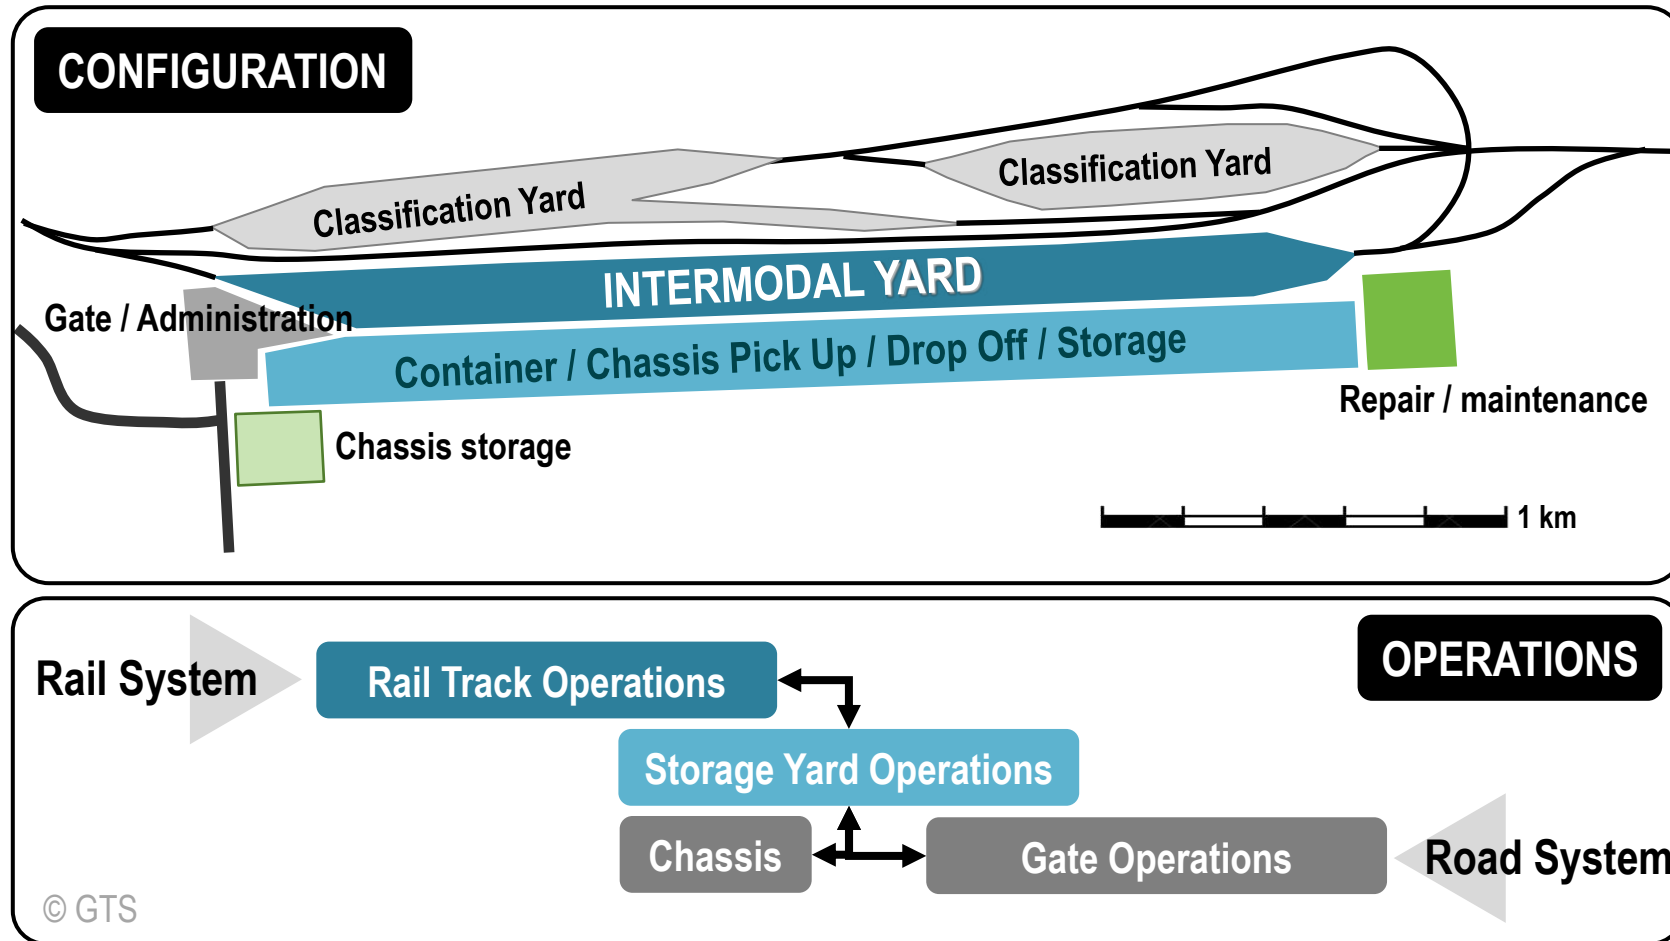 CONFIGURATION
Classification Yard
Classification Yard
INTERMODAL YARD
Gate / Administration
Container / Chassis Pick Up / Drop Off / Storage
Repair / maintenance
Chassis storage
1 km
OPERATIONS
Rail System
Rail Track Operations
Storage Yard Operations
Chassis
Gate Operations
Road System
© GTS